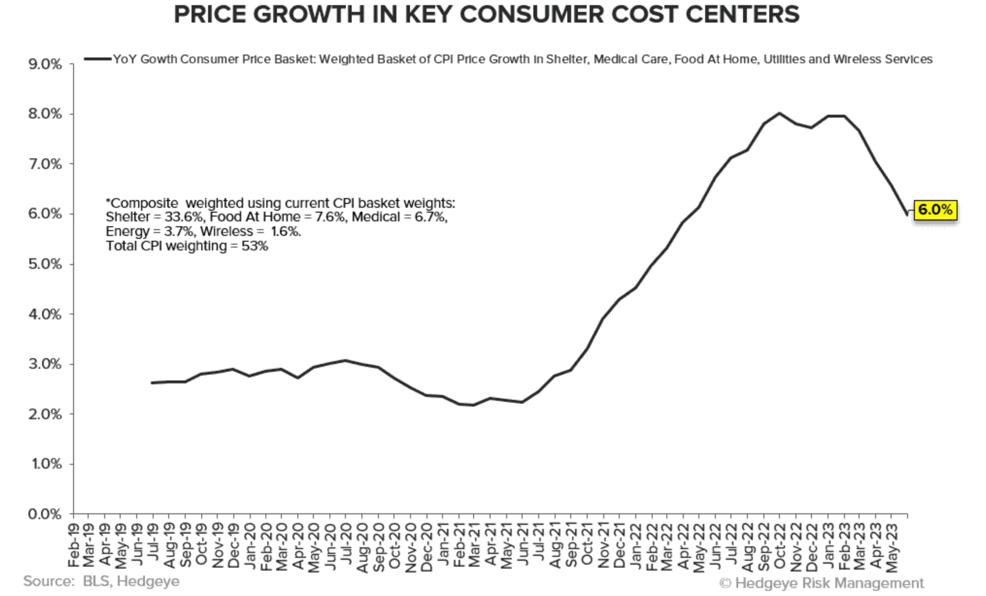 PRICE GROWTH IN KEY CONSUMER COST CENTERS
YoY Gowth Consumer Price Basket: Weighted Basket of CPI Price Growth in Shelter, Medical Care, Food At Home, Utilities and Wireless Services
9.0%
8.0%
7.0%
6.0%
5.0%
4.0%
3.0%
2.0%
1.0%
0.0%
*Composite weighted using current CPI basket weights:
Shelter = 33.6%, Food At Home = 7.6%, Medical = 6.7%,
Energy = 3.7%, Wireless = 1.6%.
Total CPI weighting = 53%
6.0%
Feb-19
Mar-19
Apr-19
May-19
Jun-19
Jul-19
Aug-19
Sep-19
Oct-19
Nov-19
Dec-19
Jan-20
Feb-20
Mar-20
Apr-20
May-20
Jun-20
Jul-20
Aug-20
Sep-20
Oct-20
Nov-20
Dec-20
Jan-21
Feb-21
Mar-21
Apr-21
May-21
Jun-21
Jul-21
Aug-21
Sep-21
Oct-21
Nov-21
Dec-21
Jan-22
Feb-22
Mar-22
Apr-22
May-22
Jun-22
Jul-22
Aug-22
Sep-22
Oct-22
Nov-22
Dec-22
Jan-23
Feb-23
Mar-23
Apr-23
May-23
Source: BLS, Hedgeye
© Hedgeye Risk Management